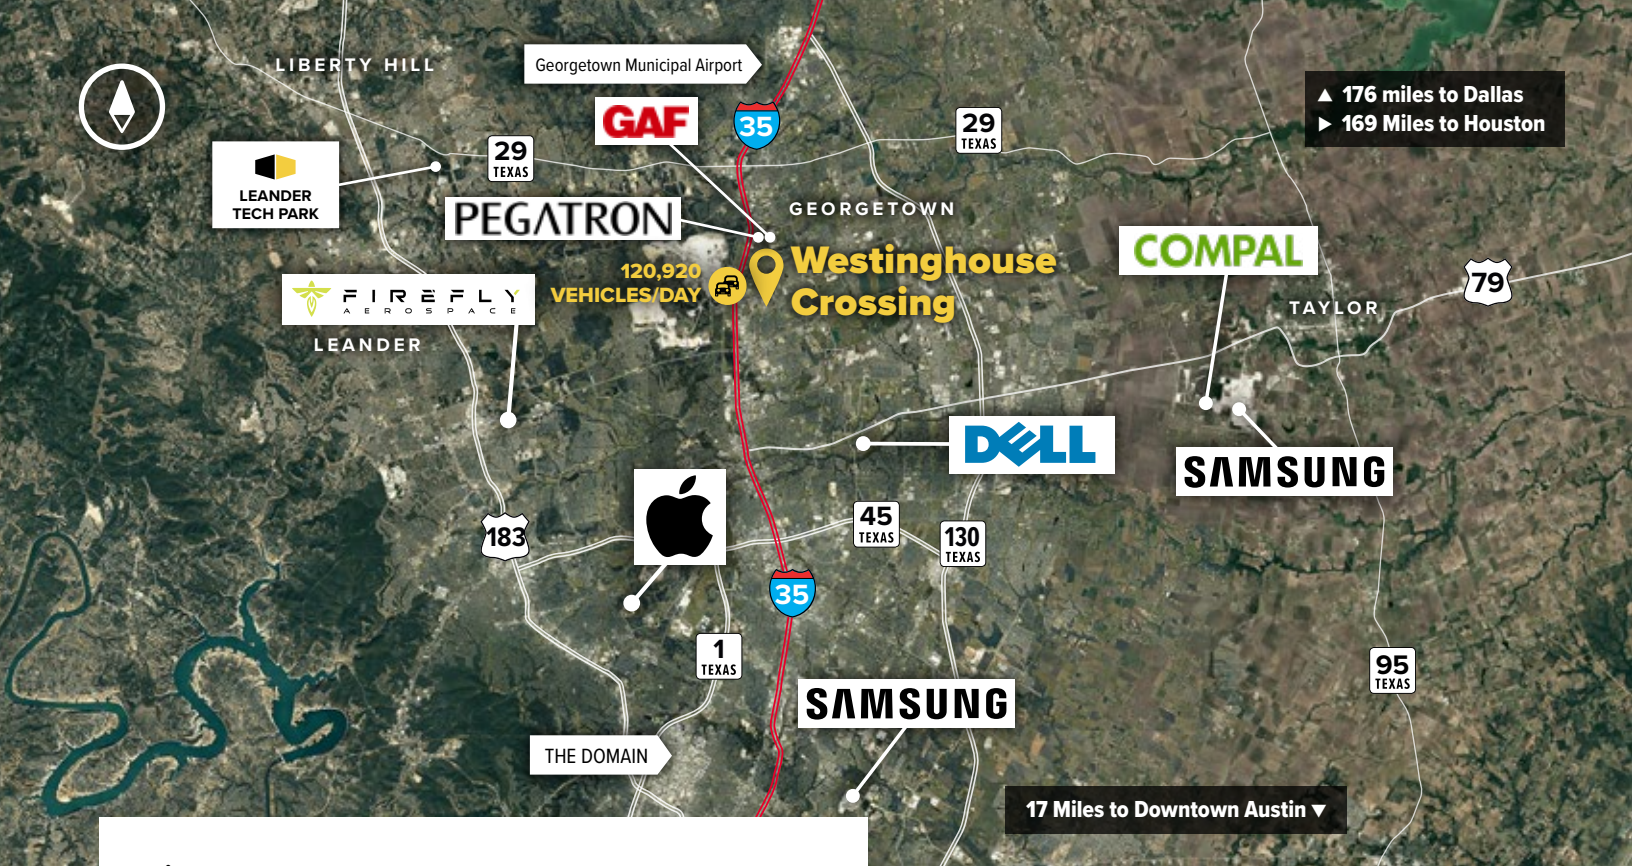 LIBERTY HILL
Georgetown Municipal Airport
GAF
35
29
TEXAS
▲ 176 miles to Dallas
▶ 169 Miles to Houston
29
TEXAS
LEANDER
TECH PARK
PEGATRON
GEORGETOWN
Westinghouse
Crossing
120,920
VEHICLES/DAY
COMPAL
79
TAYLOR
FIREFLY
AEROSPACE
LEANDER
DELL
SAMSUNG
183
45
TEXAS
130
TEXAS
35
1
TEXAS
95
TEXAS
SAMSUNG
THE DOMAIN
17 Miles to Downtown Austin ▼